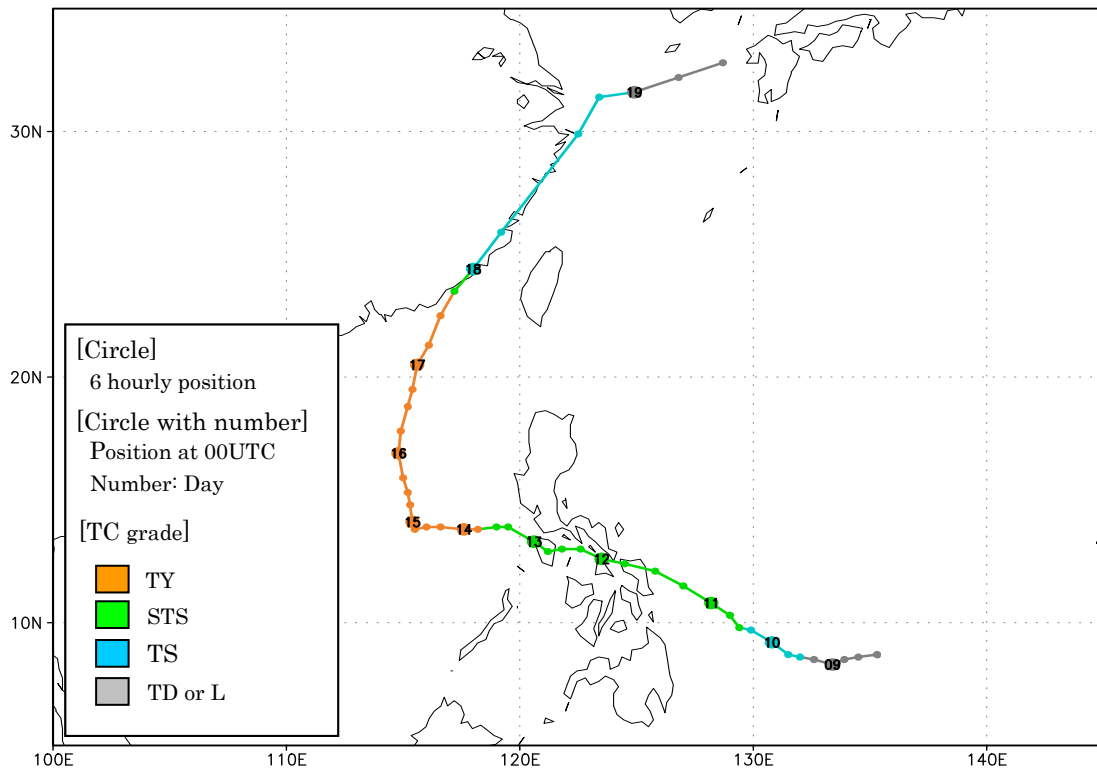 19
30N
18
17
20N
16
15
14
13
12
11
10
09
10N
[Circle]
6 hourly position
[Circle with number]
Position at 00UTC
Number: Day
[TC grade]
TY
STS
TS
TD or L
100E
110E
120E
130E
140E